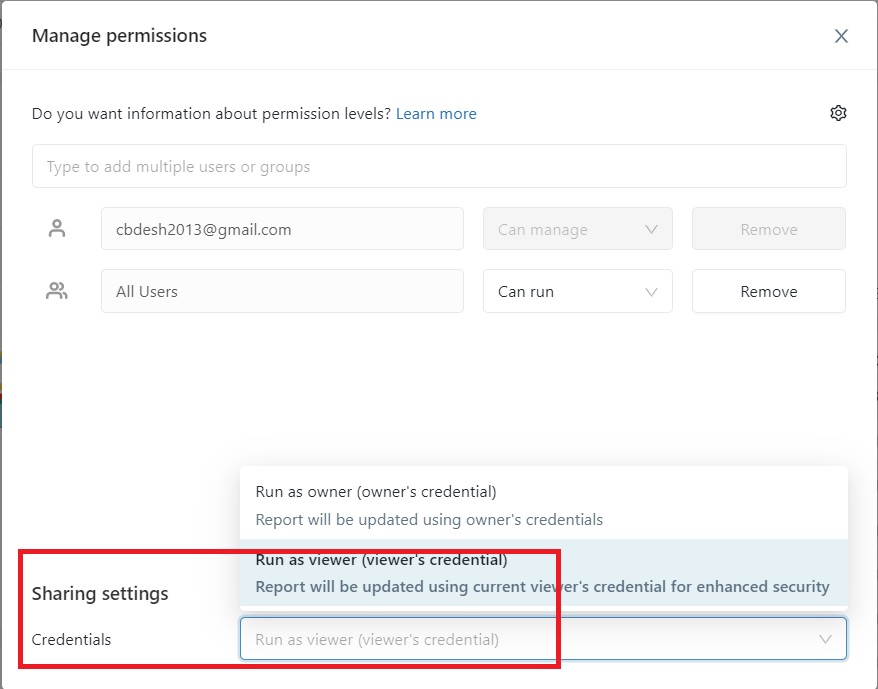 Manage permissions
Do you want information about permission levels? Learn more
Type to add multiple users or groups
cbdesh2013@gmail.com Can manage Remove
All Users Can run Remove
Run as owner (owner's credential)
Report will be updated using owner's credentials
Run as viewer (viewer's credential)
Report will be updated using current viewer's credential for enhanced security
Sharing settings
Credentials Run as viewer (viewer's credential)